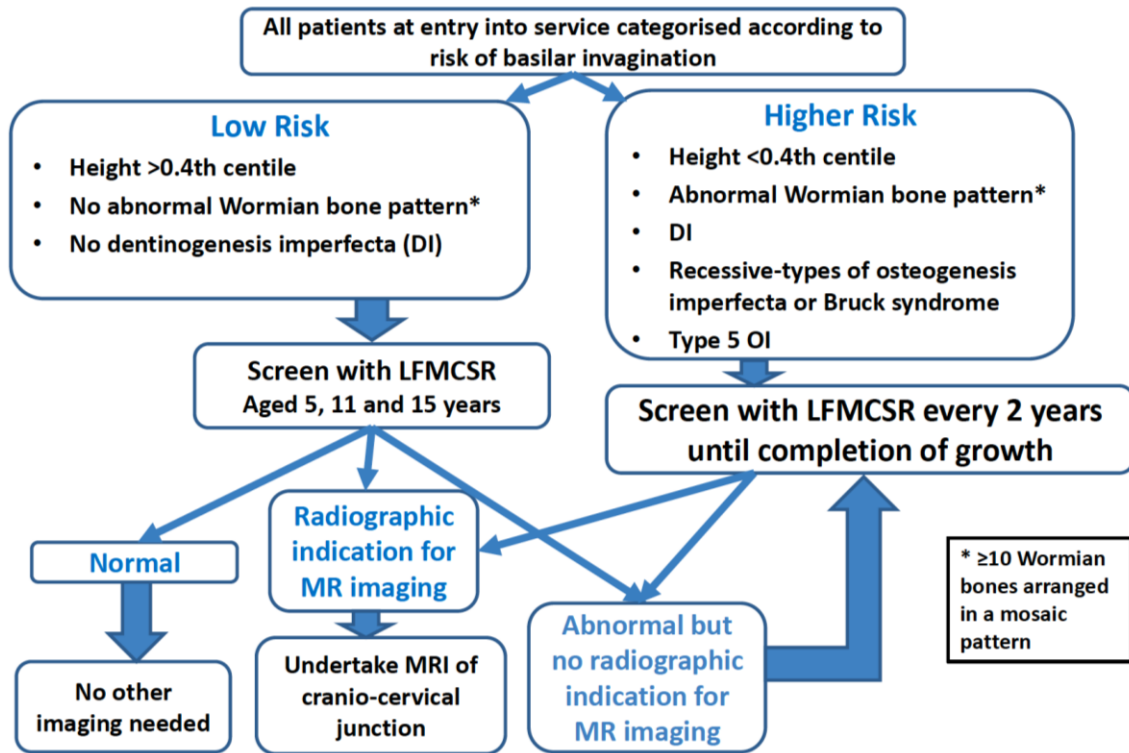 All patients at entry into service categorised according to
risk of basilar invagination
Low Risk
• Height >0.4th centile
• No abnormal Wormian bone pattern*
• No dentinogenesis imperfecta (DI)
Higher Risk
• Height <0.4th centile
• Abnormal Wormian bone pattern*
• DI
• Recessive-types of osteogenesis
imperfecta or Bruck syndrome
• Type 5 OI
Screen with LFMCSR
Aged 5, 11 and 15 years
Screen with LFMCSR every 2 years
until completion of growth
Normal
Radiographic
indication for
MR imaging
Abnormal but
no radiographic
indication for
MR imaging
* ≥10 Wormian
bones arranged
in a mosaic
pattern
No other
imaging needed
Undertake MRI of
cranio-cervical
junction